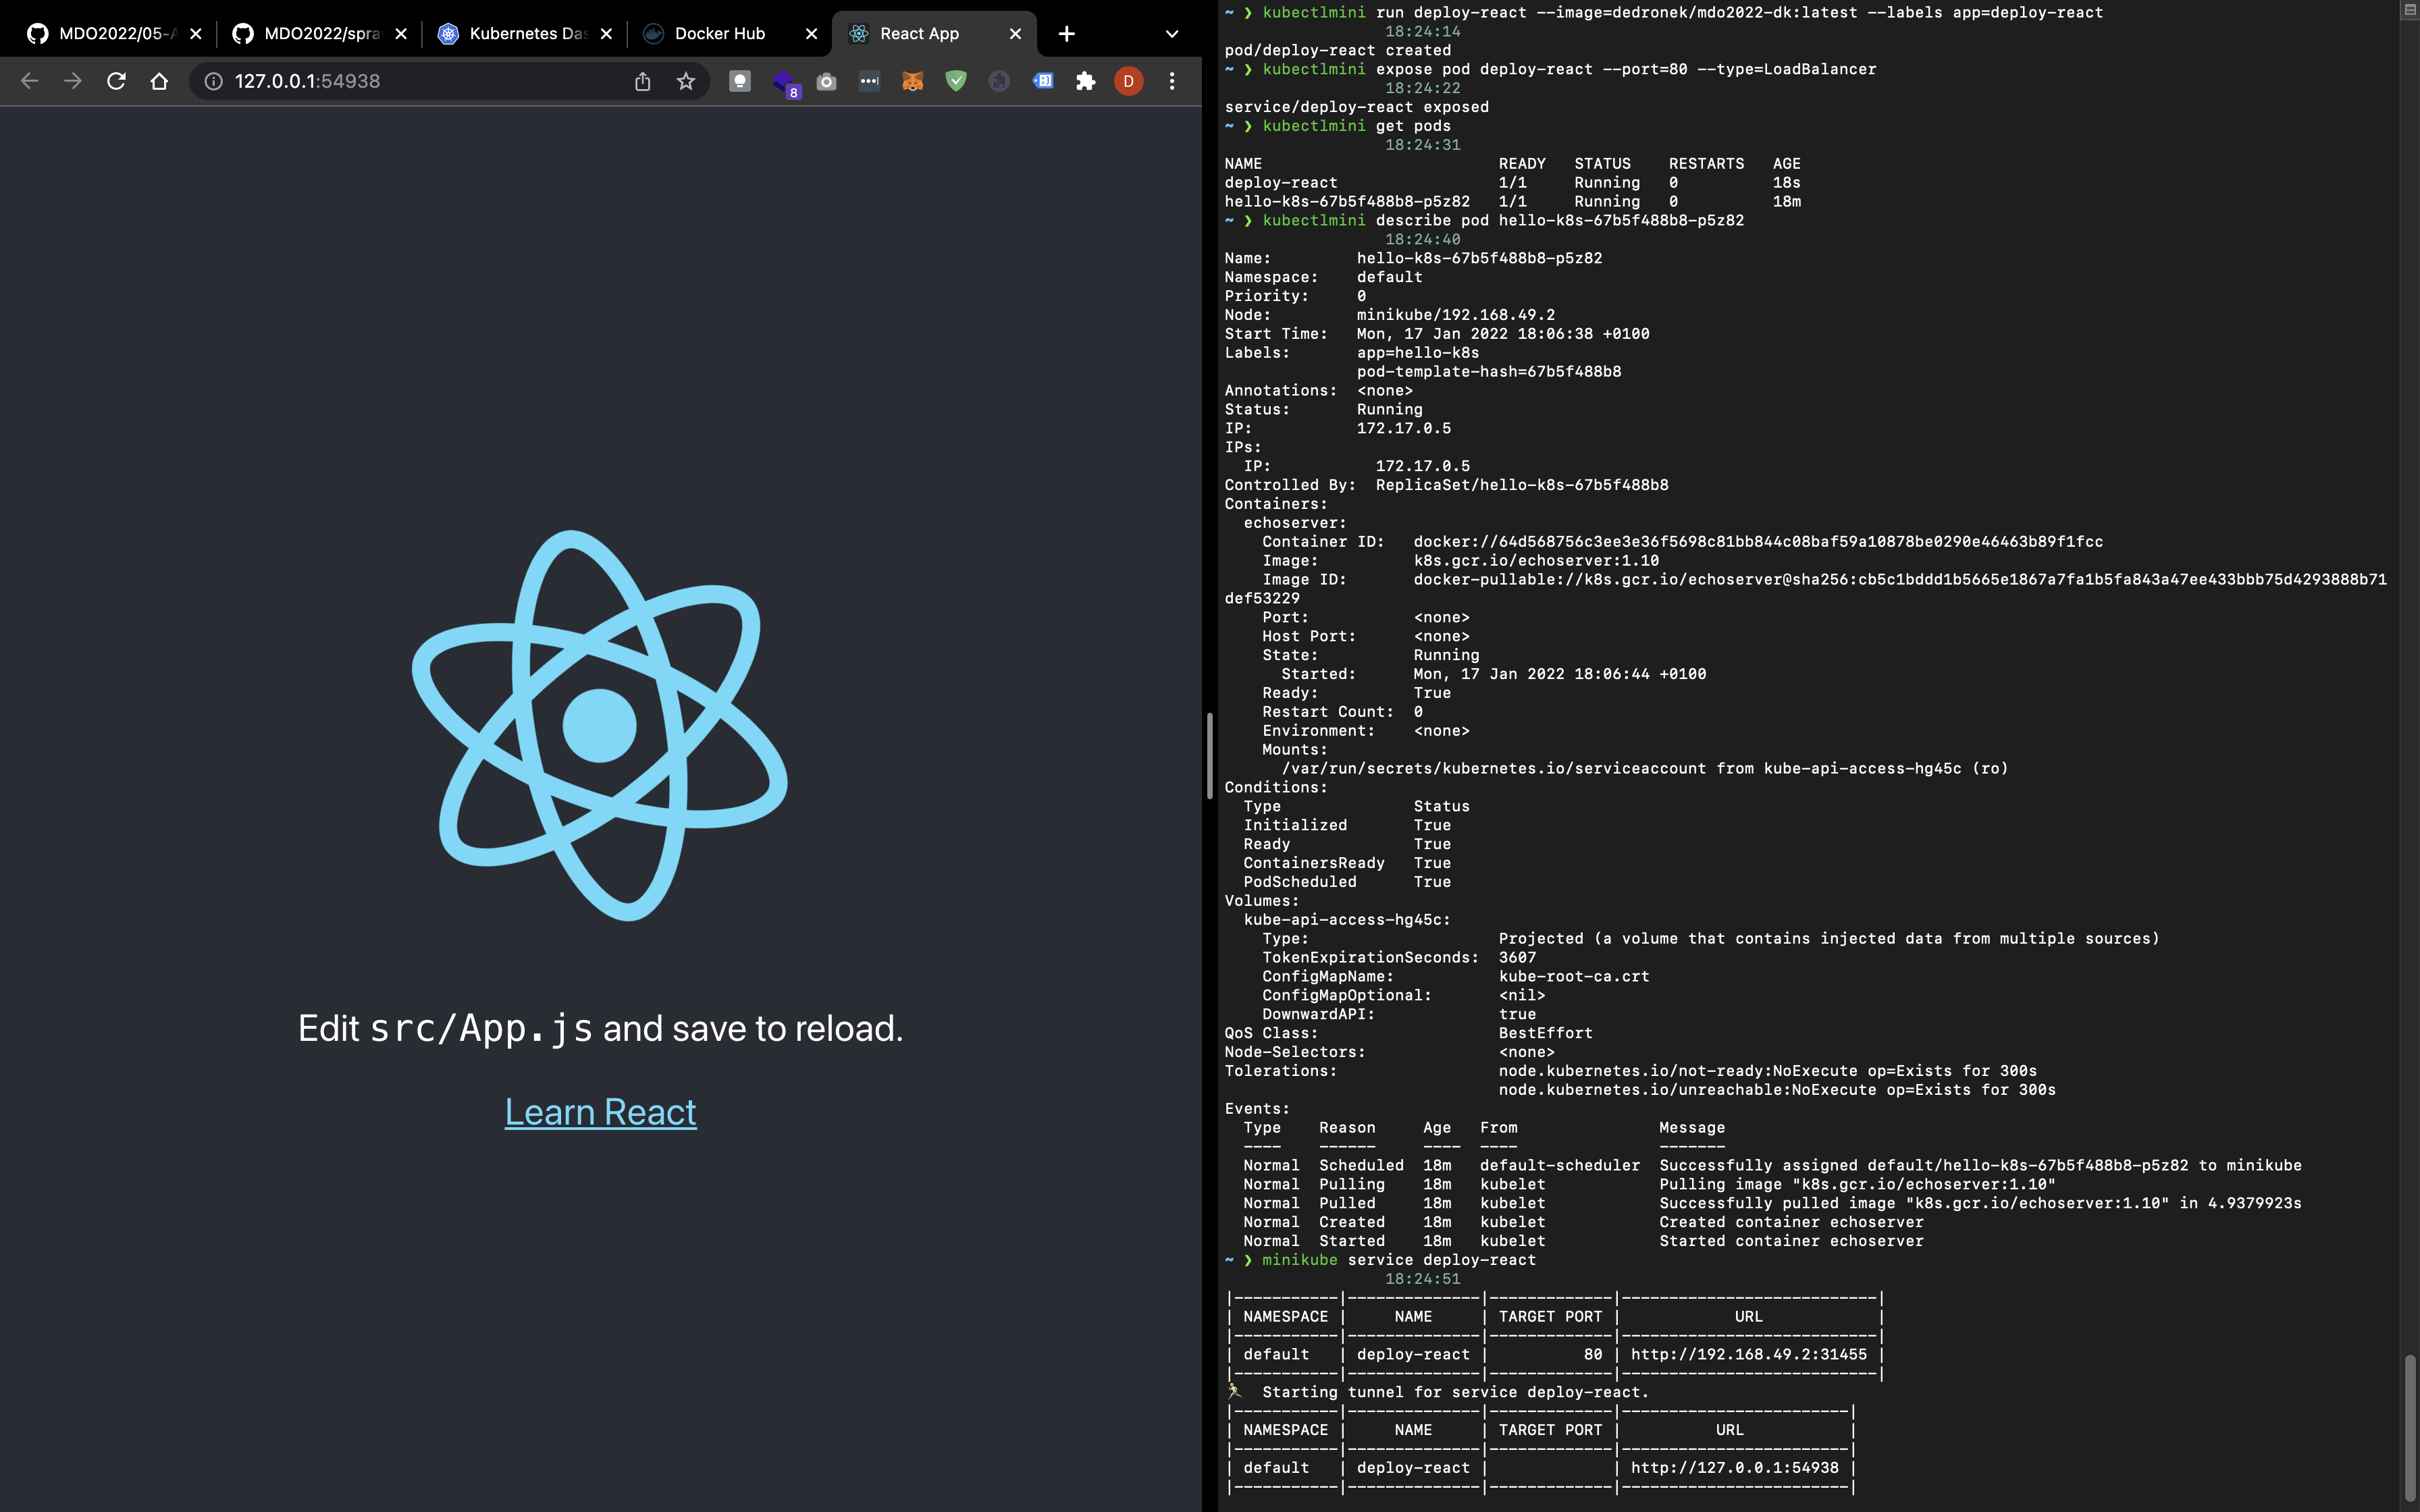 MDO2022/05-A
MDO2022/spra
Kubernetes Das
Docker Hub
React App
127.0.0.1:54938
8
D
Edit src/App.js and save to reload.
Learn React
~ ❯ kubectlmini run deploy-react --image=dedronek/mdo2022-dk:latest --labels app=deploy-react
18:24:14
pod/deploy-react created
~ ❯ kubectlmini expose pod deploy-react --port=80 --type=LoadBalancer
18:24:22
service/deploy-react exposed
~ ❯ kubectlmini get pods
18:24:31
NAME READY STATUS RESTARTS AGE
deploy-react 1/1 Running 0 18s
hello-k8s-67b5f488b8-p5z82 1/1 Running 0 18m
~ ❯ kubectlmini describe pod hello-k8s-67b5f488b8-p5z82
18:24:40
Name: hello-k8s-67b5f488b8-p5z82
Namespace: default
Priority: 0
Node: minikube/192.168.49.2
Start Time: Mon, 17 Jan 2022 18:06:38 +0100
Labels: app=hello-k8s
pod-template-hash=67b5f488b8
Annotations: <none>
Status: Running
IP: 172.17.0.5
IPs:
IP: 172.17.0.5
Controlled By: ReplicaSet/hello-k8s-67b5f488b8
Containers:
echoserver:
Container ID: docker://64d568756c3ee3e36f5698c81bb844c08baf59a10878be0290e46463b89f1fcc
Image: k8s.gcr.io/echoserver:1.10
Image ID: docker-pullable://k8s.gcr.io/echoserver@sha256:cb5c1bddd1b5665e1867a7fa1b5fa843a47ee433bbb75d4293888b71
def53229
Port: <none>
Host Port: <none>
State: Running
Started: Mon, 17 Jan 2022 18:06:44 +0100
Ready: True
Restart Count: 0
Environment: <none>
Mounts:
/var/run/secrets/kubernetes.io/serviceaccount from kube-api-access-hg45c (ro)
Conditions:
Type Status
Initialized True
Ready True
ContainersReady True
PodScheduled True
Volumes:
kube-api-access-hg45c:
Type: Projected (a volume that contains injected data from multiple sources)
TokenExpirationSeconds: 3607
ConfigMapName: kube-root-ca.crt
ConfigMapOptional: <nil>
DownwardAPI: true
QoS Class: BestEffort
Node-Selectors: <none>
Tolerations: node.kubernetes.io/not-ready:NoExecute op=Exists for 300s
node.kubernetes.io/unreachable:NoExecute op=Exists for 300s
Events:
Type Reason Age From Message
---- ------ ---- ---- -------
Normal Scheduled 18m default-scheduler Successfully assigned default/hello-k8s-67b5f488b8-p5z82 to minikube
Normal Pulling 18m kubelet Pulling image "k8s.gcr.io/echoserver:1.10"
Normal Pulled 18m kubelet Successfully pulled image "k8s.gcr.io/echoserver:1.10" in 4.9379923s
Normal Created 18m kubelet Created container echoserver
Normal Started 18m kubelet Started container echoserver
~ ❯ minikube service deploy-react
18:24:51
|-----------|--------------|-------------|---------------------------|
| NAMESPACE | NAME | TARGET PORT | URL |
|-----------|--------------|-------------|---------------------------|
| default | deploy-react | 80 | http://192.168.49.2:31455 |
|-----------|--------------|-------------|---------------------------|
🏃 Starting tunnel for service deploy-react.
|-----------|--------------|-------------|------------------------|
| NAMESPACE | NAME | TARGET PORT | URL |
|-----------|--------------|-------------|------------------------|
| default | deploy-react | | http://127.0.0.1:54938 |
|-----------|--------------|-------------|------------------------|